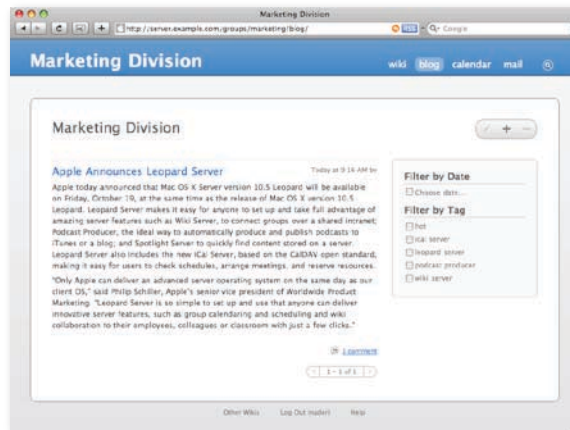 Marketing Division
http://server.example.com/groups/marketing/blog/
RSS
Google
Marketing Division
wiki blog calendar mail
Marketing Division
Apple Announces Leopard Server
Today at 9:16 AM by
Apple today announced that Mac OS X Server version 10.5 Leopard will be available
on Friday, October 19, at the same time as the release of Mac OS X version 10.5
Leopard. Leopard Server makes it easy for anyone to set up and take full advantage of
amazing server features such as Wiki Server, to connect groups over a shared intranet;
Podcast Producer, the ideal way to automatically produce and publish podcasts to
iTunes or a blog; and Spotlight Server to quickly find content stored on a server.
Leopard Server also includes the new iCal Server, based on the CalDAV open standard,
making it easy for users to check schedules, arrange meetings, and reserve resources.
"Only Apple can deliver an advanced server operating system on the same day as our
client OS," said Philip Schiller, Apple's senior vice president of Worldwide Product
Marketing. "Leopard Server is so simple to set up and use that anyone can deliver
innovative server features, such as group calendaring and scheduling and wiki
collaboration to their employees, colleagues or classroom with just a few clicks."
1 comment
1-1 of 1
Filter by Date
Choose date...
Filter by Tag
hot
ical server
leopard server
podcast producer
wiki server
Other Wikis Log Out Help